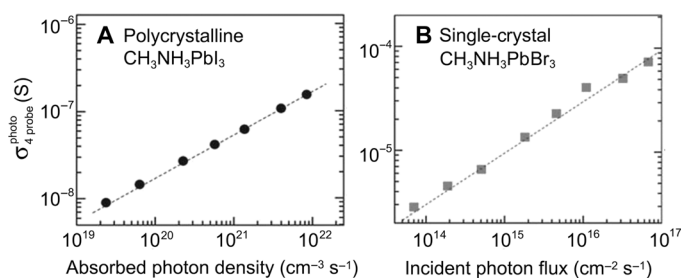 A Polycrystalline
CH₃NH₃PbI₃
σ⁠ᵖʰᵒᵗᵒ₄ ₚᵣₒbₑ (S)
10⁻⁶
10⁻⁷
10⁻⁸
10¹⁹ 10²⁰ 10²¹ 10²²
Absorbed photon density (cm⁻³ s⁻¹)
B Single-crystal
CH₃NH₃PbBr₃
10⁻⁴
10⁻⁵
10¹⁴ 10¹⁵ 10¹⁶ 10¹⁷
Incident photon flux (cm⁻² s⁻¹)